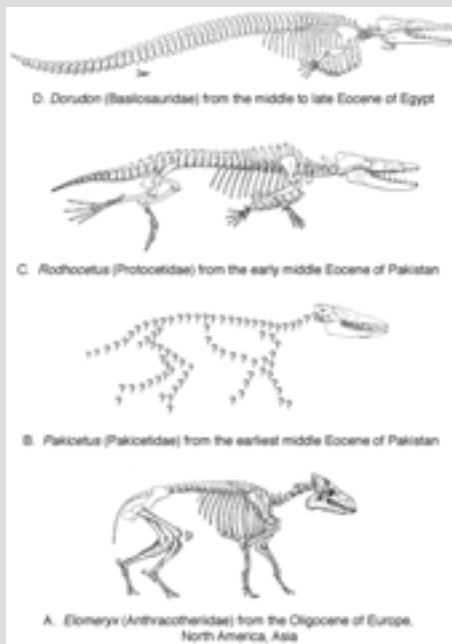 D. Dorudon (Basilosauridae) from the middle to late Eocene of Egypt
C. Rodhocetus (Protocetidae) from the early middle Eocene of Pakistan
B. Pakicetus (Pakicetidae) from the earliest middle Eocene of Pakistan
A. Elomeryx (Anthracotheriidae) from the Oligocene of Europe,
North America, Asia